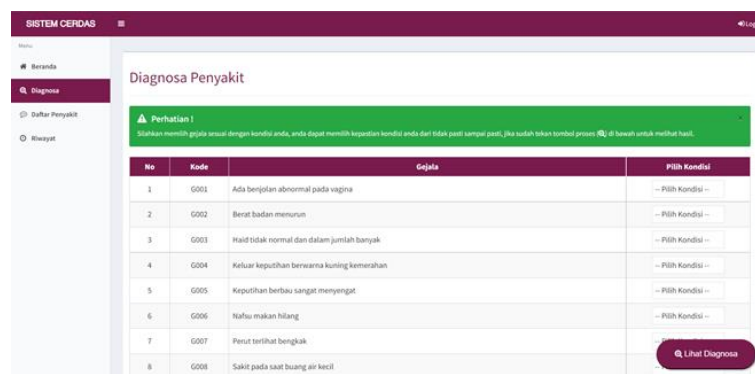 SISTEM CERDAS
Log
Menu
Beranda
Diagnosa
Daftar Penyakit
Riwayat
Diagnosa Penyakit
Perhatian !
Silahkan memilih gejala sesuai dengan kondisi anda, anda dapat memilih kepastian kondisi anda dari tidak pasti sampai pasti, jika sudah tekan tombol proses () di bawah untuk melihat hasil.
No Kode Gejala Pilih Kondisi
1 G001 Ada benjolan abnormal pada vagina -- Pilih Kondisi --
2 G002 Berat badan menurun -- Pilih Kondisi --
3 G003 Haid tidak normal dan dalam jumlah banyak -- Pilih Kondisi --
4 G004 Keluar keputihan berwarna kuning kemerahan -- Pilih Kondisi --
5 G005 Keputihan berbau sangat menyengat -- Pilih Kondisi --
6 G006 Nafsu makan hilang -- Pilih Kondisi --
7 G007 Perut terlihat bengkak
8 G008 Sakit pada saat buang air kecil
Lihat Diagnosa